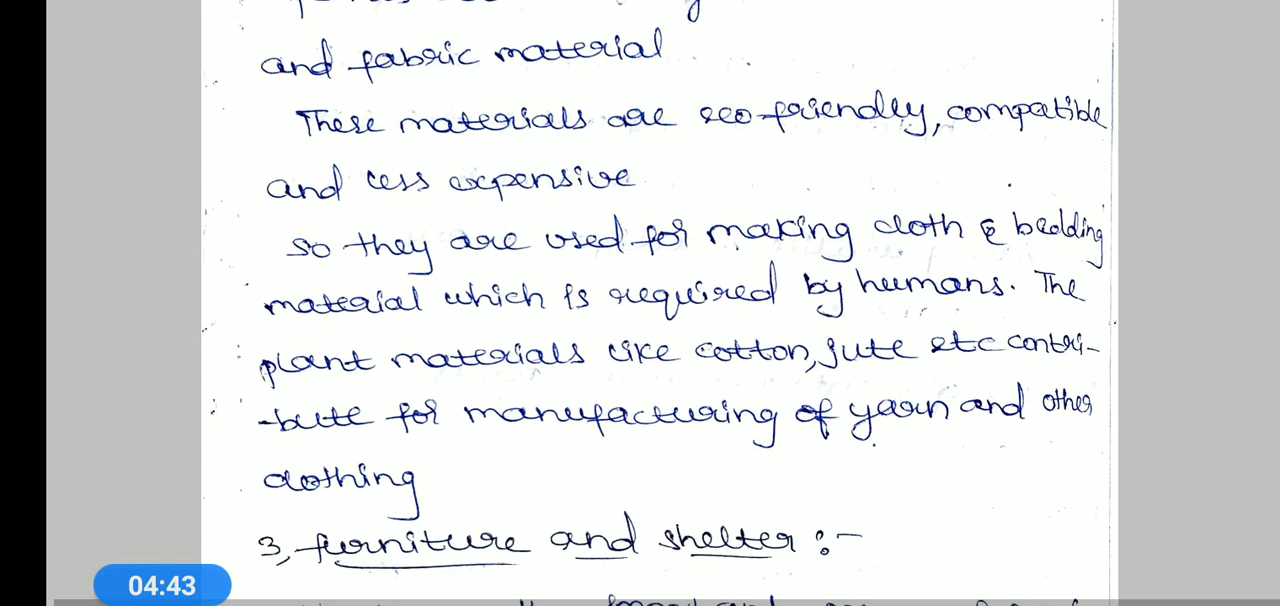 and fabric material
These materials are eco-friendly, compatible
and less expensive
so they are used for making cloth & bedding
material which is required by humans. The
plant materials like cotton, jute etc contri-
-bute for manufacturing of yarn and other
clothing
3, furniture and shelter :-
04:43